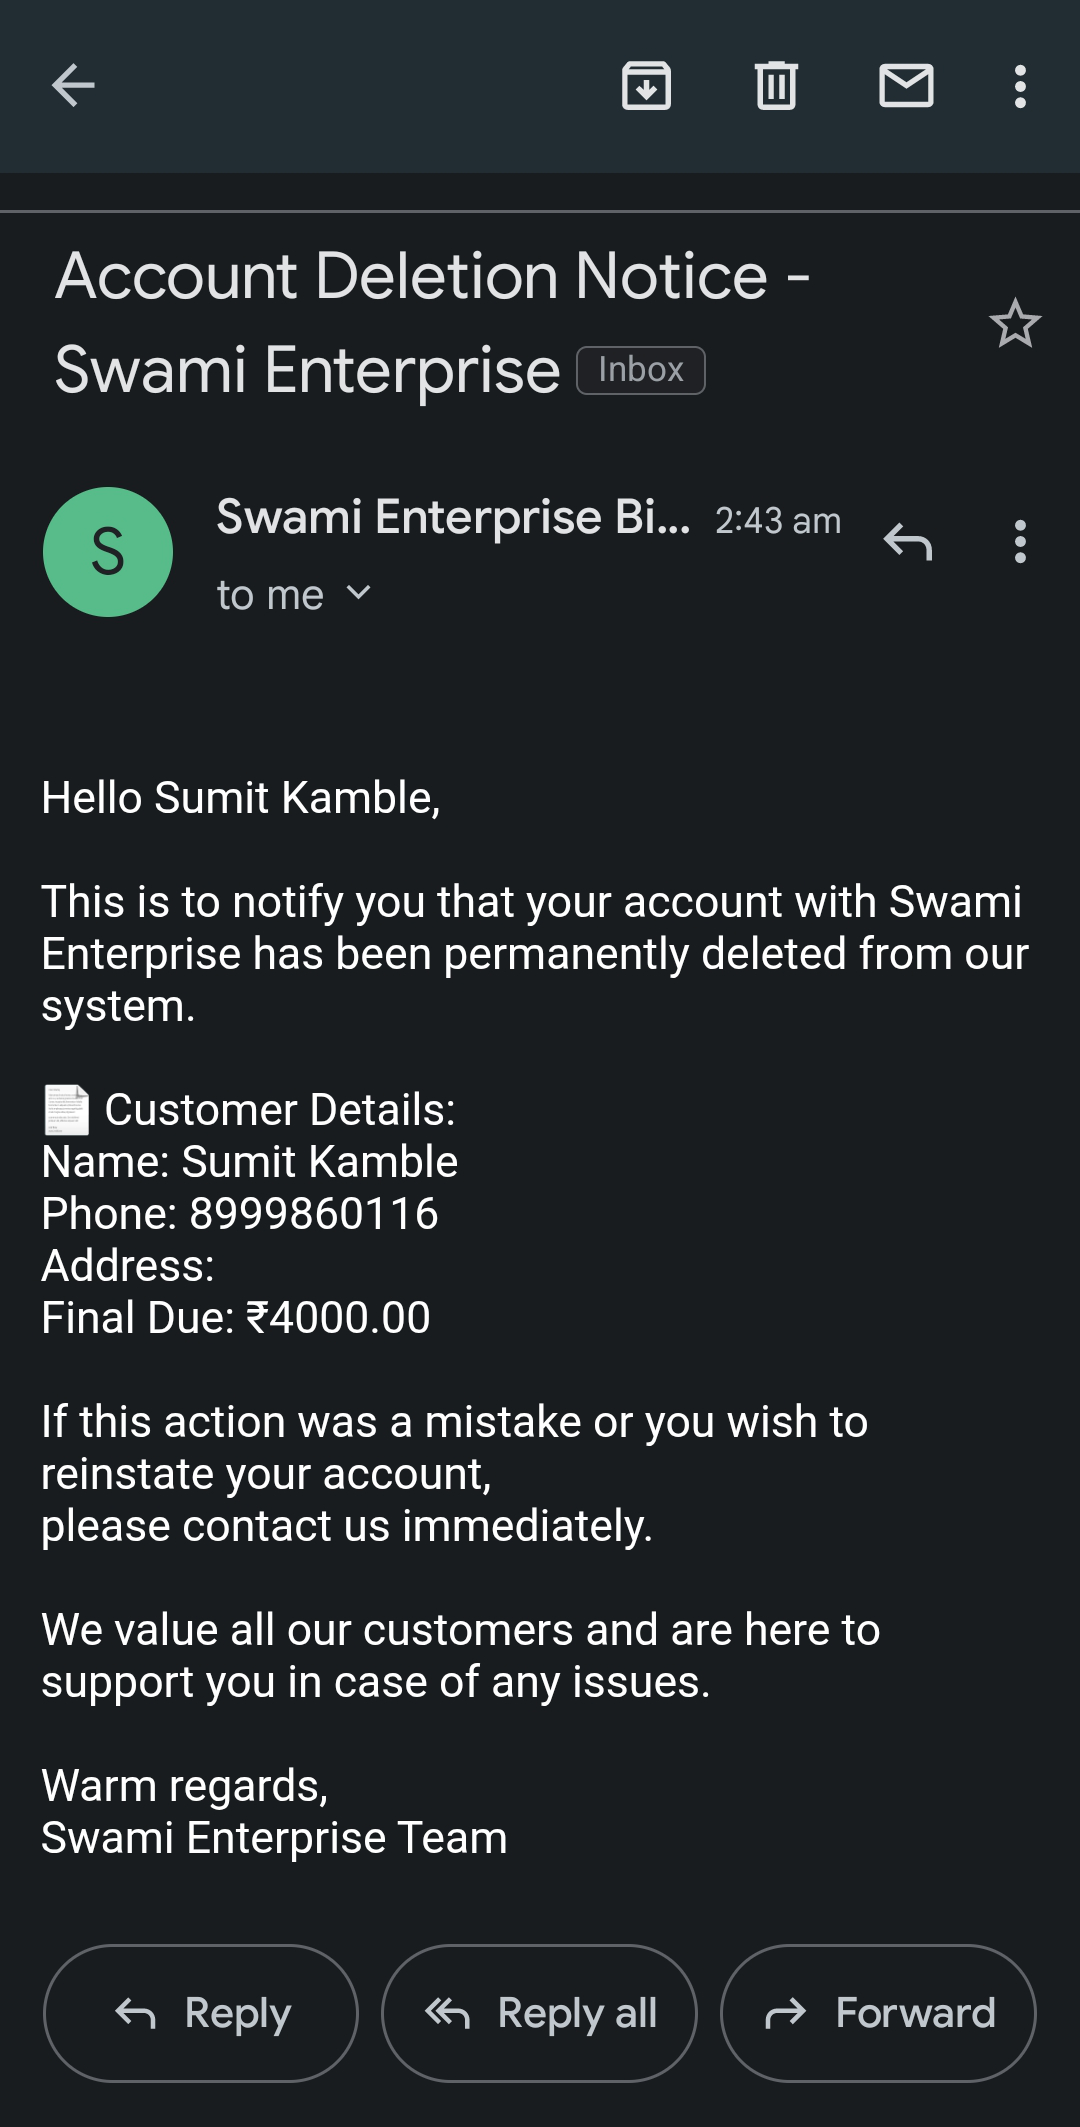 Account Deletion Notice -
Swami Enterprise Inbox
S
Swami Enterprise Bi... 2:43 am
to me
Hello Sumit Kamble,
This is to notify you that your account with Swami
Enterprise has been permanently deleted from our
system.
Customer Details:
Name: Sumit Kamble
Phone: 8999860116
Address:
Final Due: ₹4000.00
If this action was a mistake or you wish to
reinstate your account,
please contact us immediately.
We value all our customers and are here to
support you in case of any issues.
Warm regards,
Swami Enterprise Team
Reply Reply all Forward